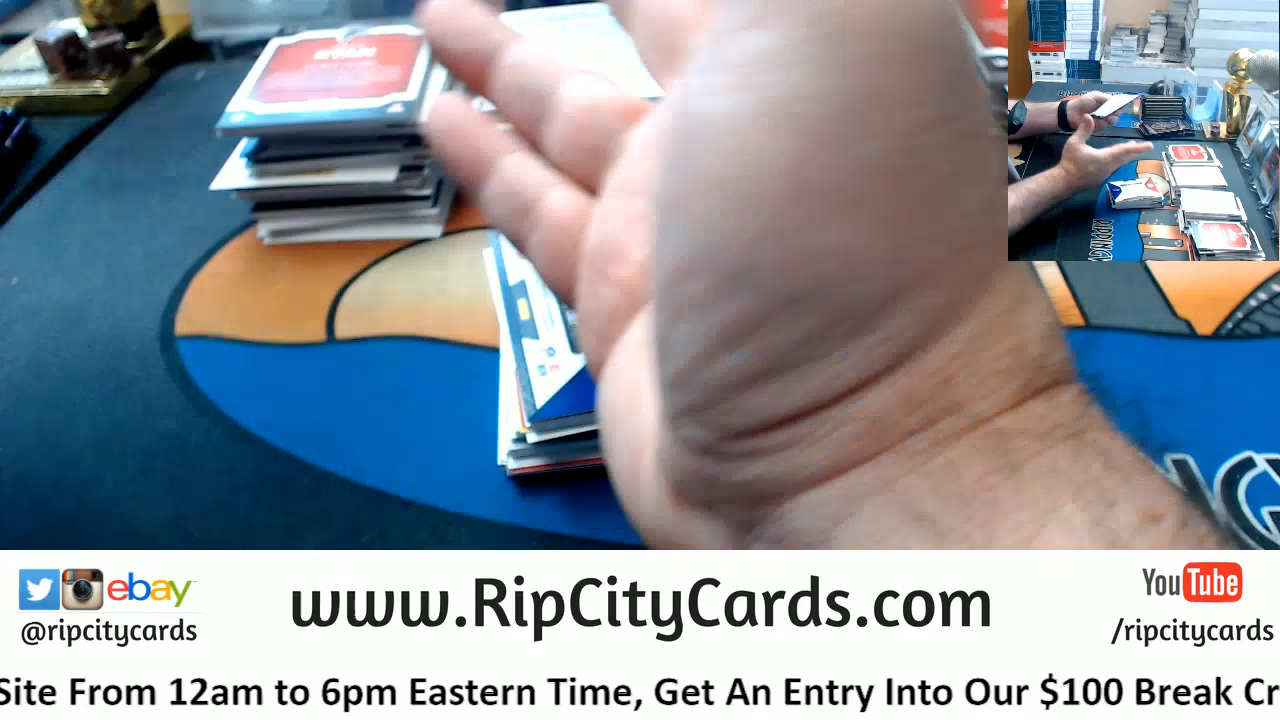 ebay
@ripcitycards
www.RipCityCards.com
YouTube
/ripcitycards
Site From 12am to 6pm Eastern Time, Get An Entry Into Our $100 Break Cr